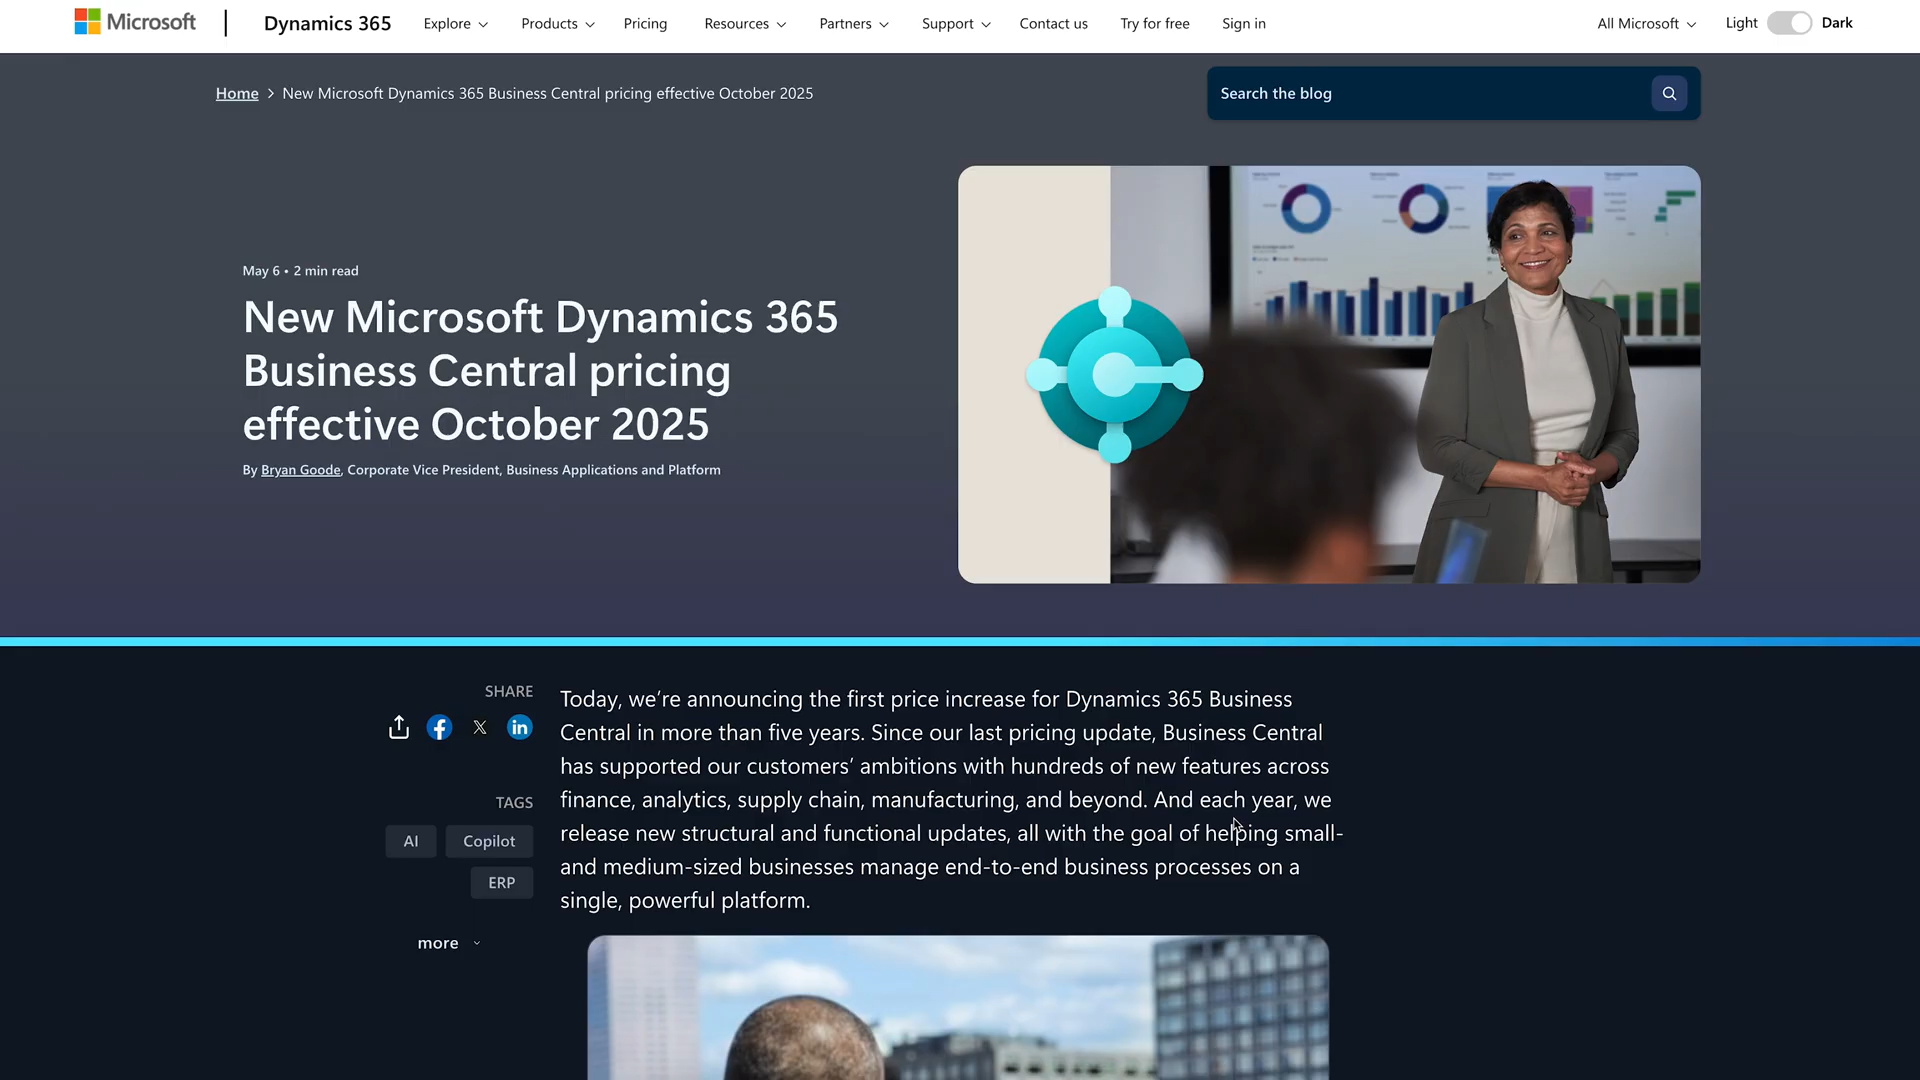 Microsoft
Dynamics 365
Explore
Products
Pricing
Resources
Partners
Support
Contact us
Try for free
Sign in
All Microsoft
Light
Dark
Home > New Microsoft Dynamics 365 Business Central pricing effective October 2025
Search the blog
May 6 • 2 min read
New Microsoft Dynamics 365
Business Central pricing
effective October 2025
By Bryan Goode, Corporate Vice President, Business Applications and Platform
SHARE
TAGS
AI
Copilot
ERP
more
Today, we’re announcing the first price increase for Dynamics 365 Business
Central in more than five years. Since our last pricing update, Business Central
has supported our customers’ ambitions with hundreds of new features across
finance, analytics, supply chain, manufacturing, and beyond. And each year, we
release new structural and functional updates, all with the goal of helping small-
and medium-sized businesses manage end-to-end business processes on a
single, powerful platform.